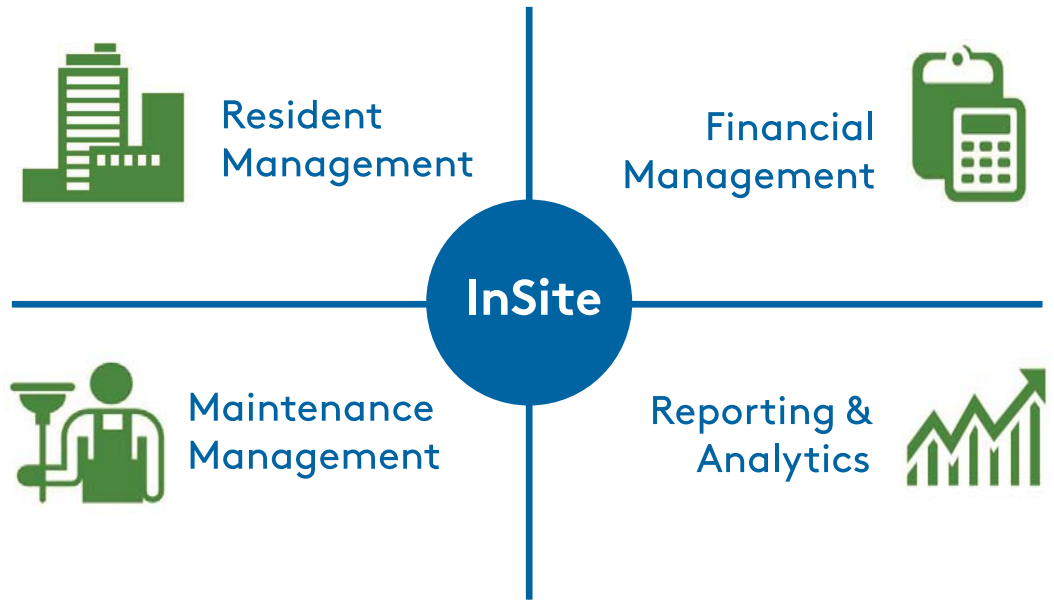 Resident
Management
Financial
Management
InSite
Maintenance
Management
Reporting &
Analytics